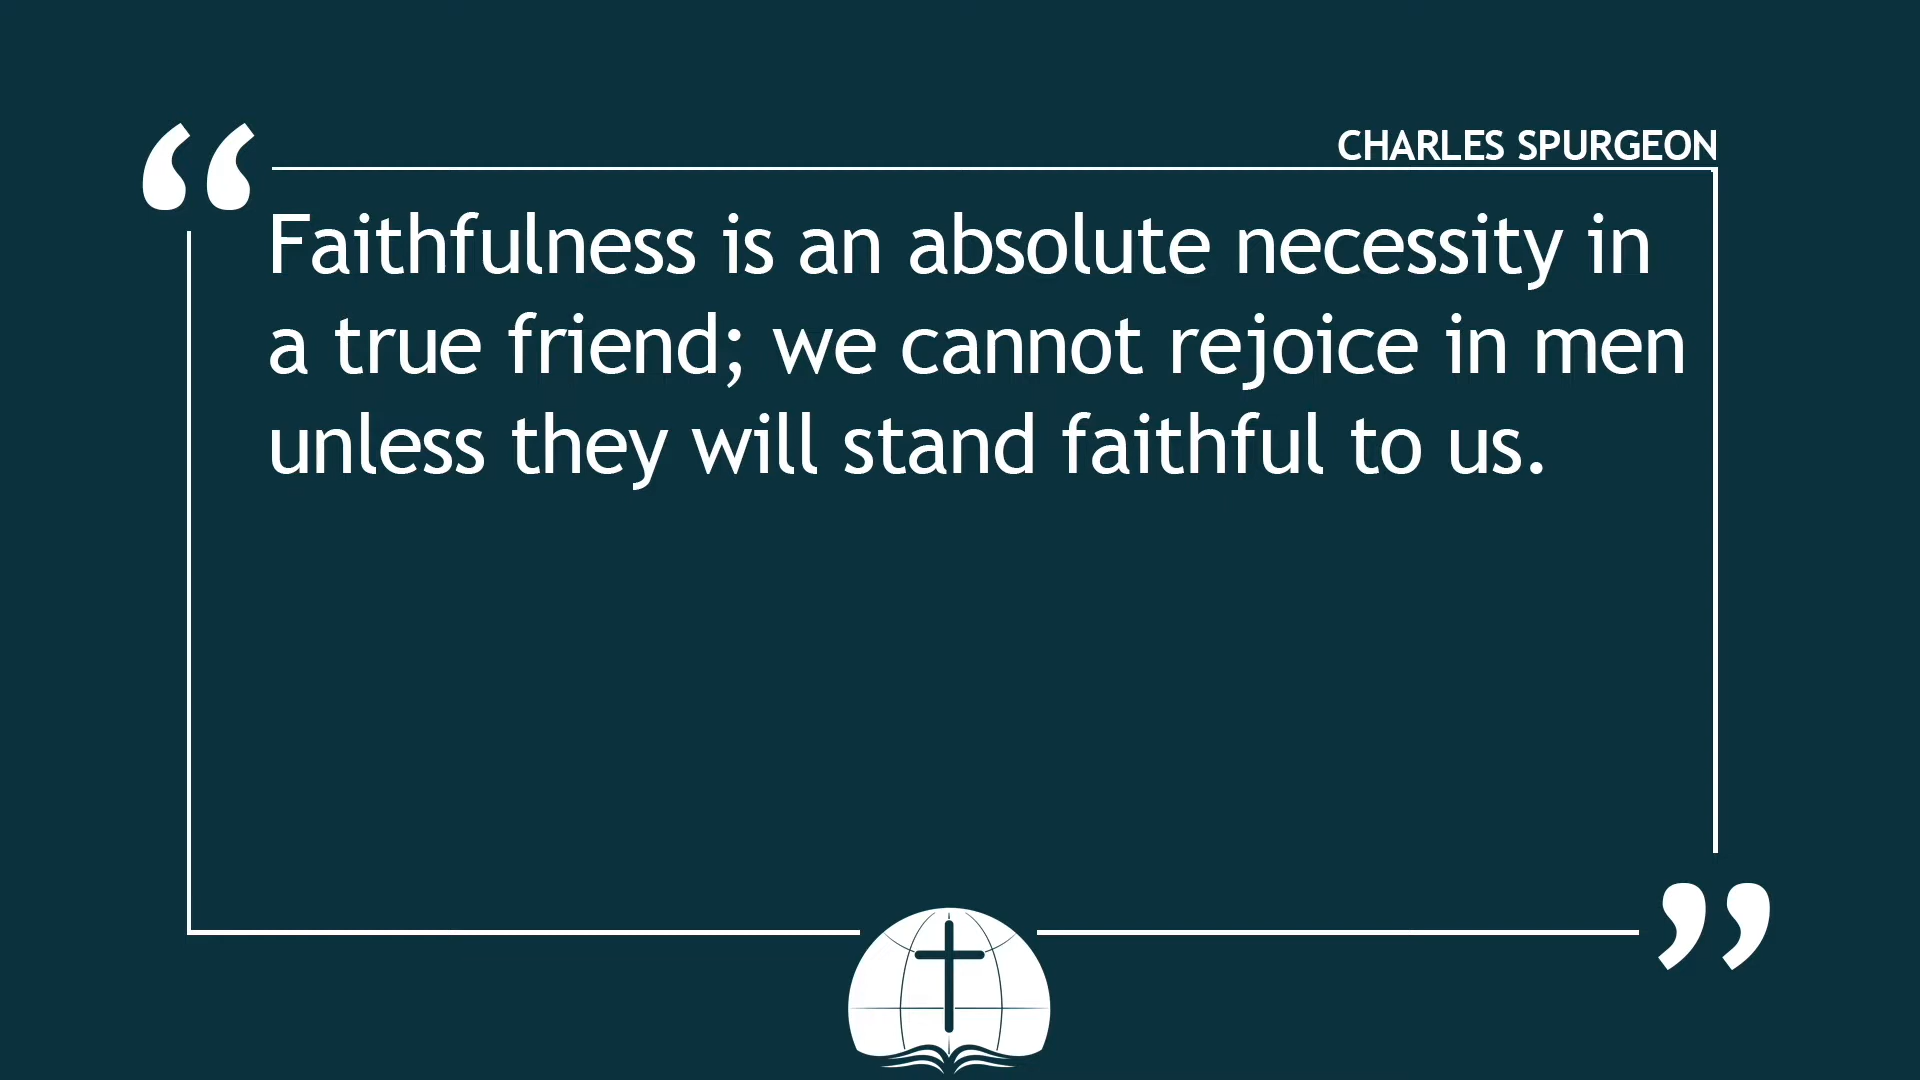 CHARLES SPURGEON
“Faithfulness is an absolute necessity in
a true friend; we cannot rejoice in men
unless they will stand faithful to us.”